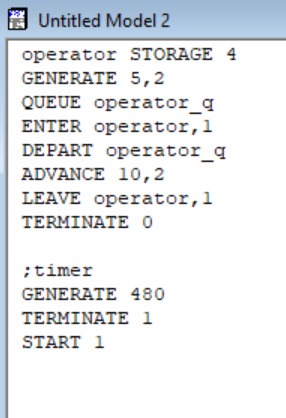 Untitled Model 2
operator STORAGE 4
GENERATE 5,2
QUEUE operator_q
ENTER operator,1
DEPART operator_q
ADVANCE 10,2
LEAVE operator,1
TERMINATE 0
;timer
GENERATE 480
TERMINATE 1
START 1